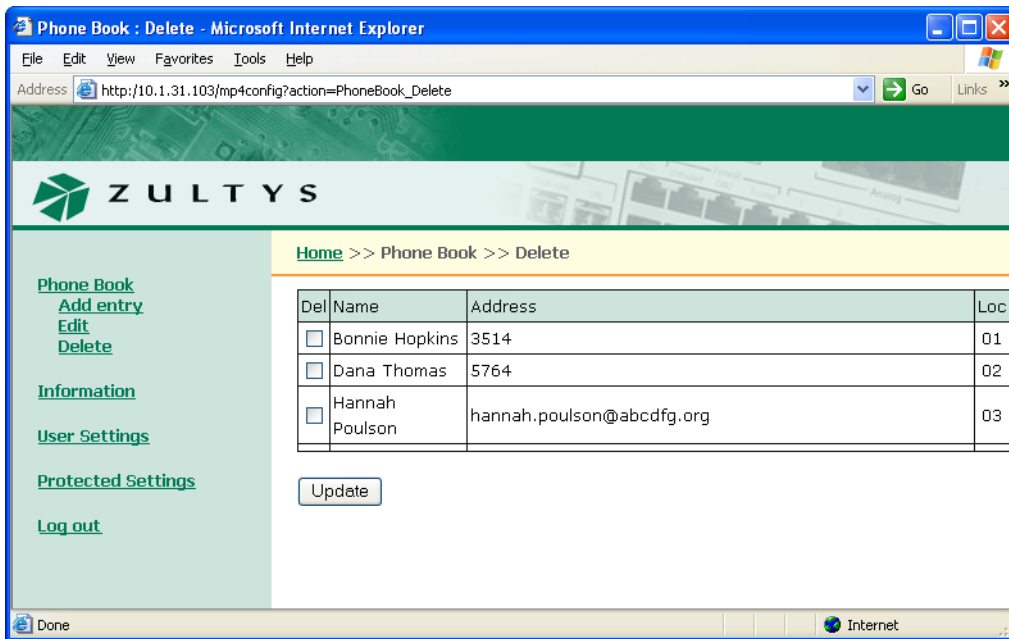 Phone Book : Delete - Microsoft Internet Explorer
File Edit View Favorites Tools Help
Address http:/10.1.31.103/mp4config?action=PhoneBook_Delete Go Links »
ZULTYS
Analog
Home >> Phone Book >> Delete
Phone Book
Add entry
Edit
Delete
Information
User Settings
Protected Settings
Log out
Del Name Address Loc
Bonnie Hopkins 3514 01
Dana Thomas 5764 02
Hannah
Poulson hannah.poulson@abcdfg.org 03
Update
Done Internet